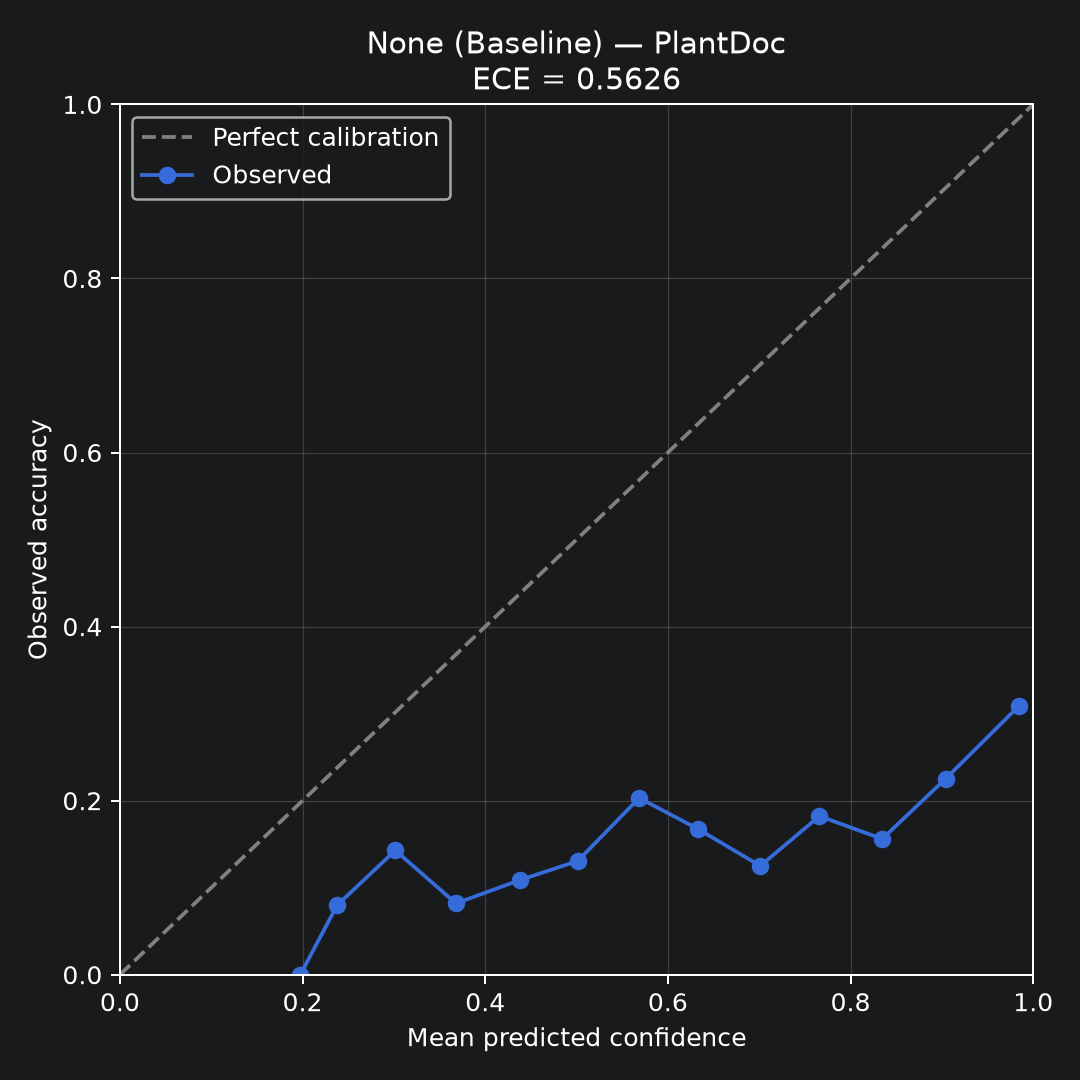 None (Baseline) — PlantDoc
ECE = 0.5626
Perfect calibration
Observed
1.0
0.8
0.6
0.4
0.2
0.0
Observed accuracy
0.0 0.2 0.4 0.6 0.8 1.0
Mean predicted confidence